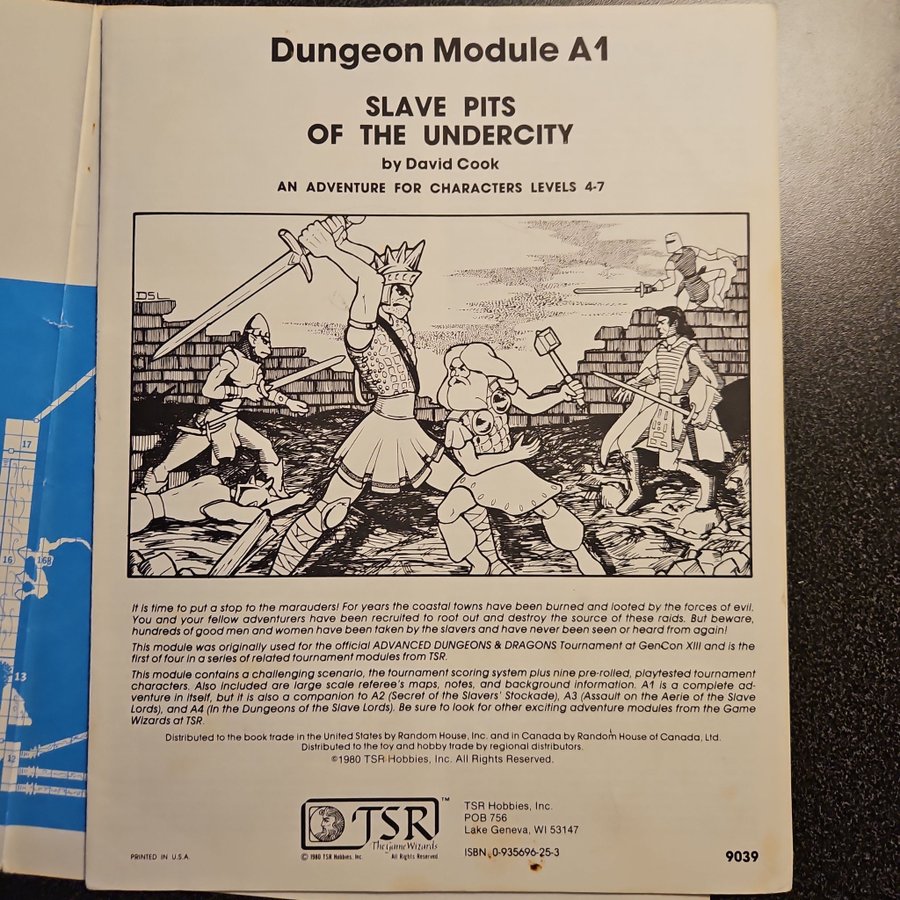 Dungeon Module A1
SLAVE PITS
OF THE UNDERCITY
by David Cook
AN ADVENTURE FOR CHARACTERS LEVELS 4-7
DSL
17
16
16B
13
12
It is time to put a stop to the marauders! For years the coastal towns have been burned and looted by the forces of evil.
You and your fellow adventurers have been recruited to root out and destroy the source of these raids. But beware,
hundreds of good men and women have been taken by the slavers and have never been seen or heard from again!
This module was originally used for the official ADVANCED DUNGEONS & DRAGONS Tournament at GenCon XIII and is the
first of four in a series of related tournament modules from TSR.
This module contains a challenging scenario, the tournament scoring system plus nine pre-rolled, playtested tournament
characters. Also included are large scale referee's maps, notes, and background information. A1 is a complete ad-
venture in itself, but it is also a companion to A2 (Secret of the Slavers' Stockade), A3 (Assault on the Aerie of the Slave
Lords), and A4 (In the Dungeons of the Slave Lords). Be sure to look for other exciting adventure modules from the Game
Wizards at TSR.
Distributed to the book trade in the United States by Random House, Inc. and in Canada by Random House of Canada, Ltd.
Distributed to the toy and hobby trade by regional distributors.
©1980 TSR Hobbies, Inc. All Rights Reserved.
TSR™
The Game Wizards
© 1980 TSR Hobbies, Inc. All Rights Reserved
TSR Hobbies, Inc.
POB 756
Lake Geneva, WI 53147
ISBN 0-935696-25-3
PRINTED IN U.S.A.
9039